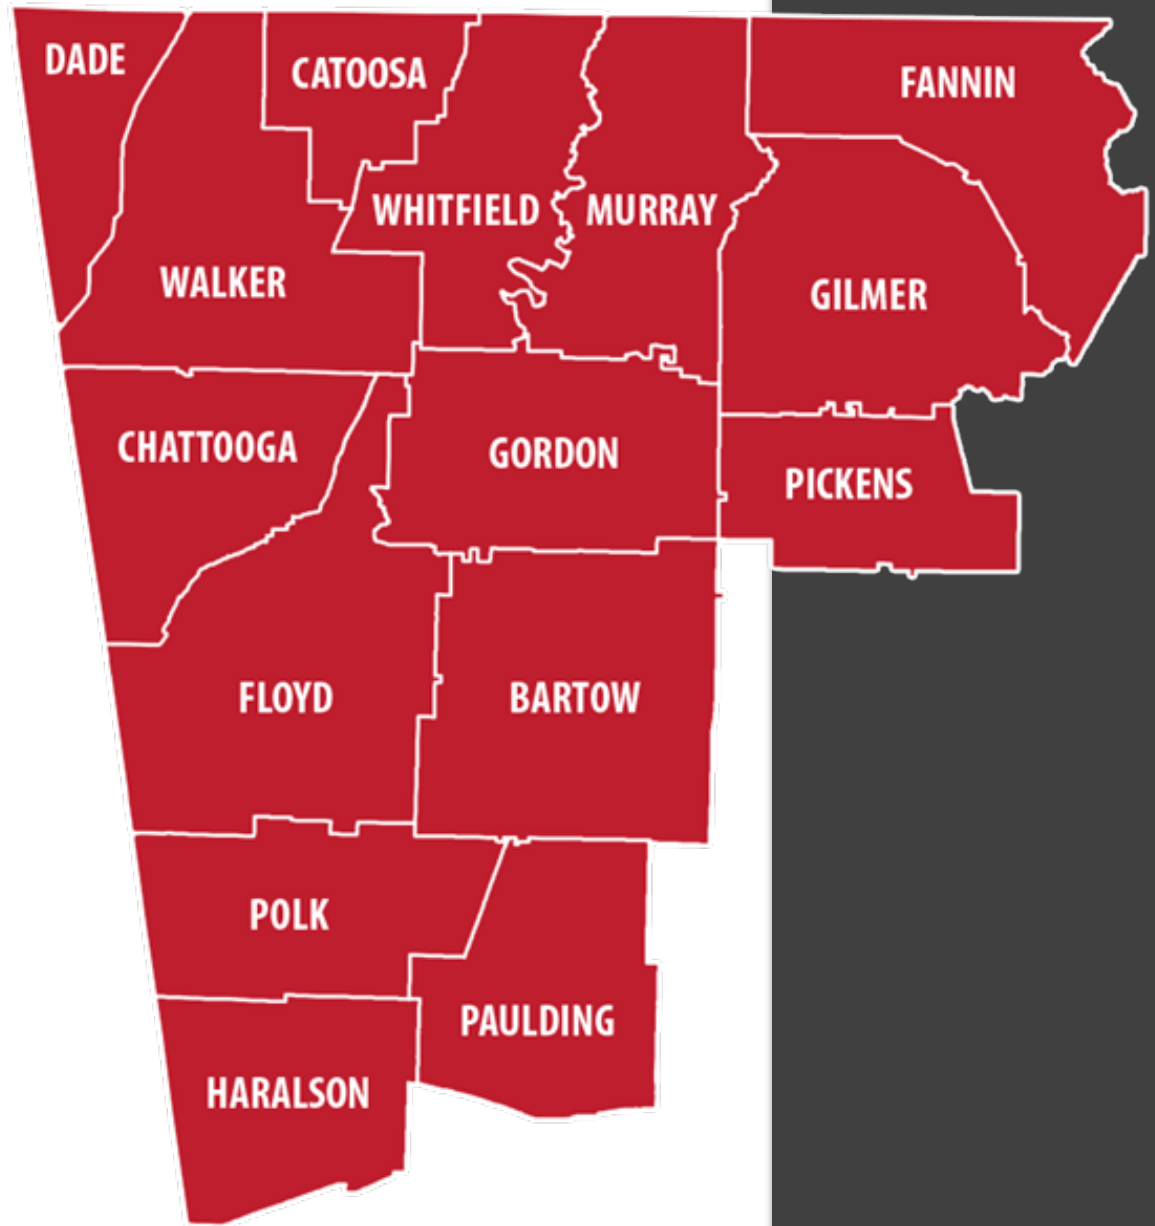 DADE
CATOOSA
FANNIN
WHITFIELD
MURRAY
WALKER
GILMER
CHATTOOGA
GORDON
PICKENS
FLOYD
BARTOW
POLK
PAULDING
HARALSON